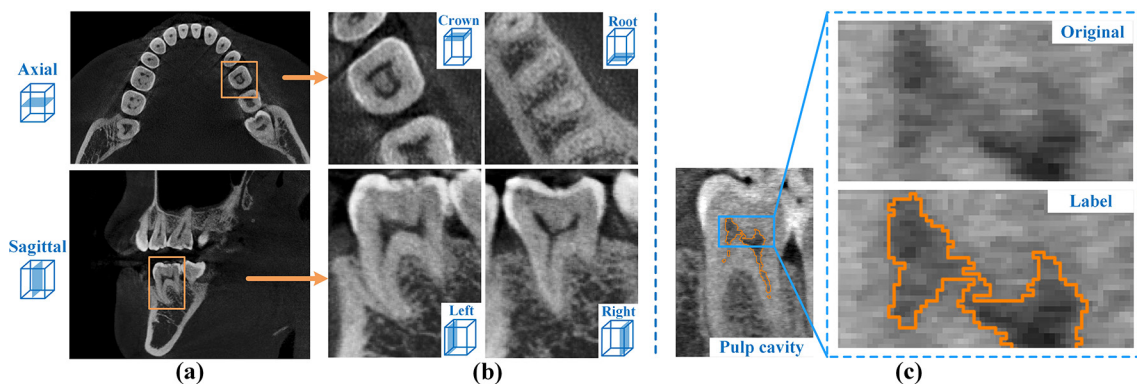 Axial
Sagittal
Crown
Root
Left
Right
Original
Label
Pulp cavity
(a)
(b)
(c)